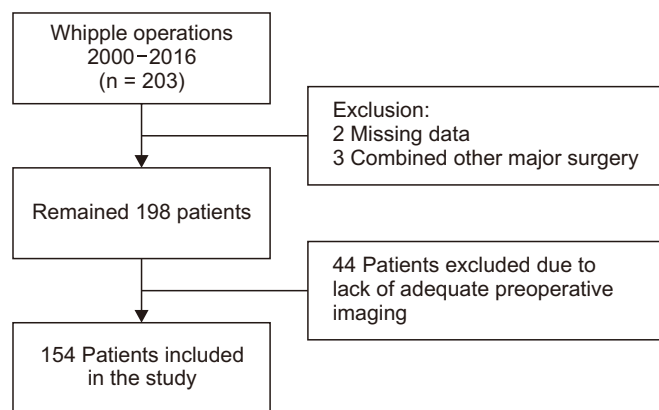 Whipple operations
2000−2016
(n = 203)
Exclusion:
2 Missing data
3 Combined other major surgery
Remained 198 patients
44 Patients excluded due to
lack of adequate preoperative
imaging
154 Patients included
in the study